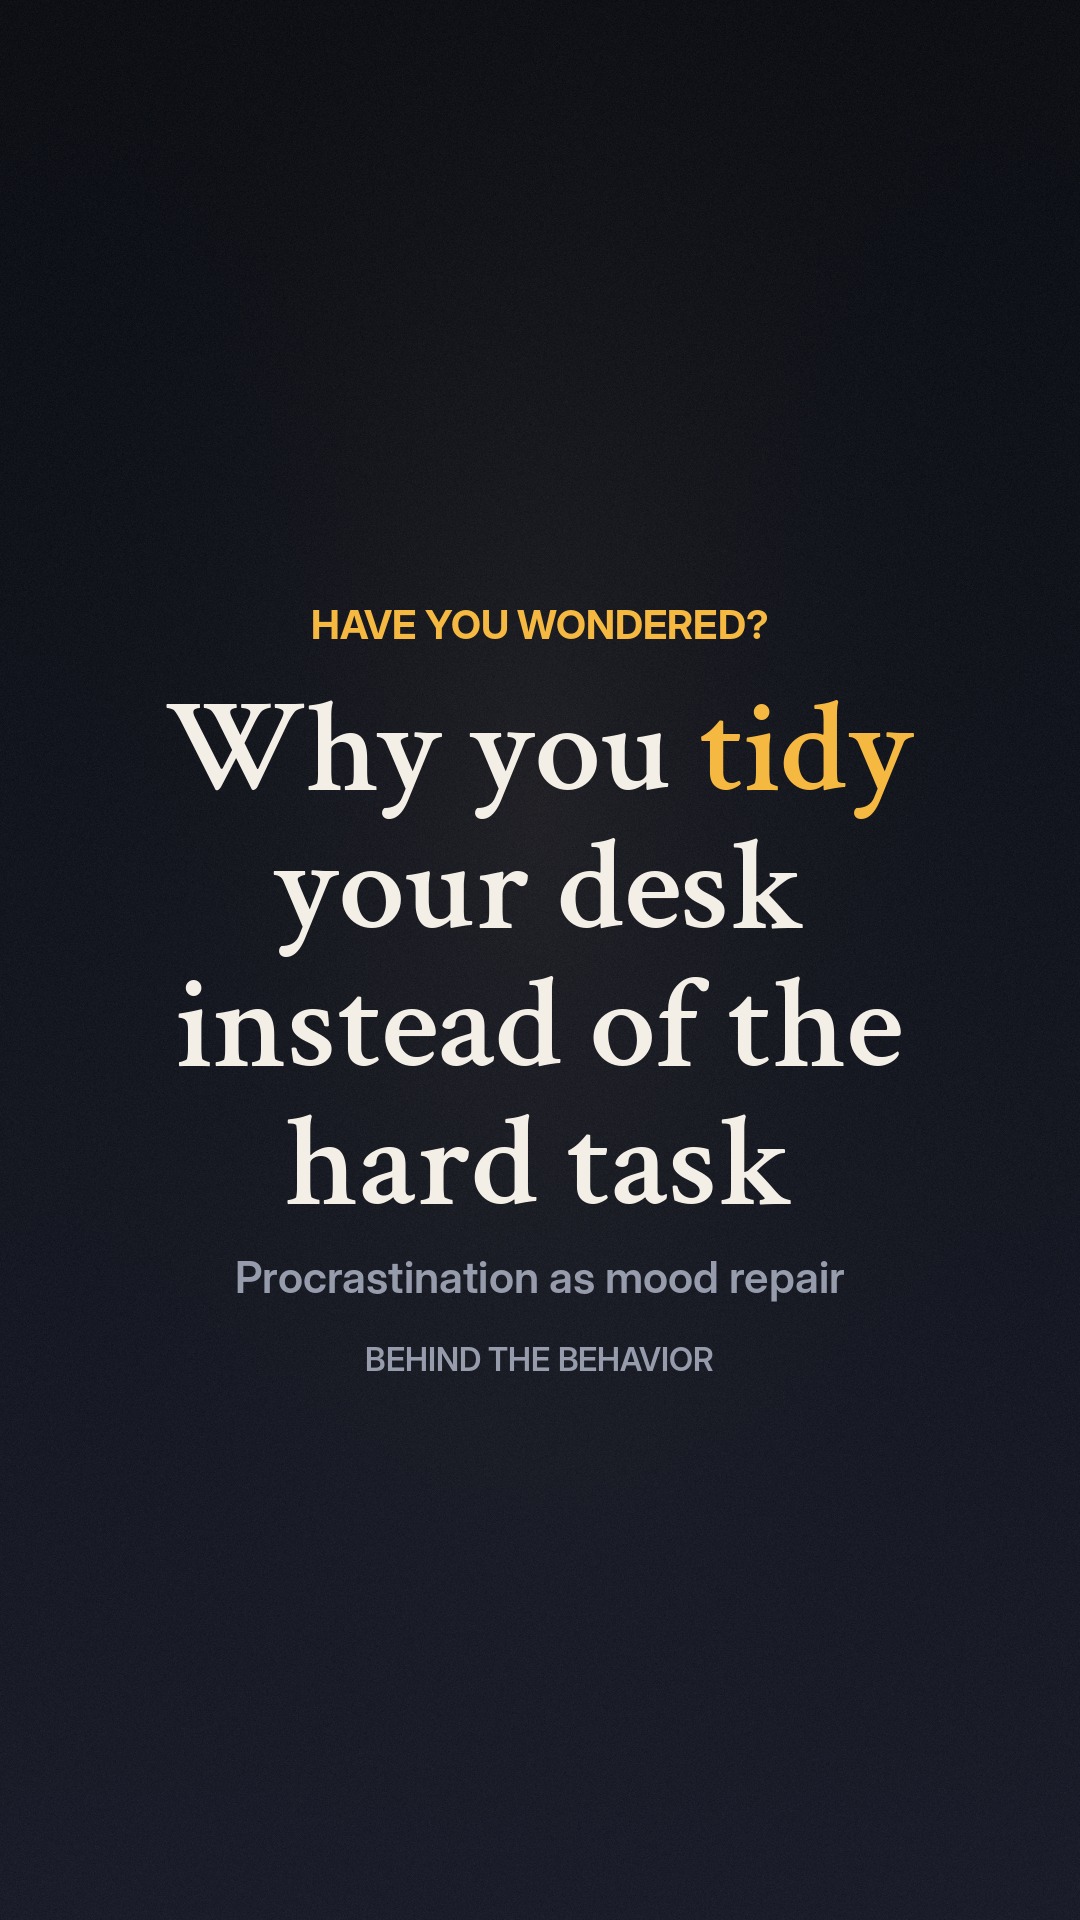 HAVE YOU WONDERED?
Why you tidy
your desk
instead of the
hard task
Procrastination as mood repair
BEHIND THE BEHAVIOR